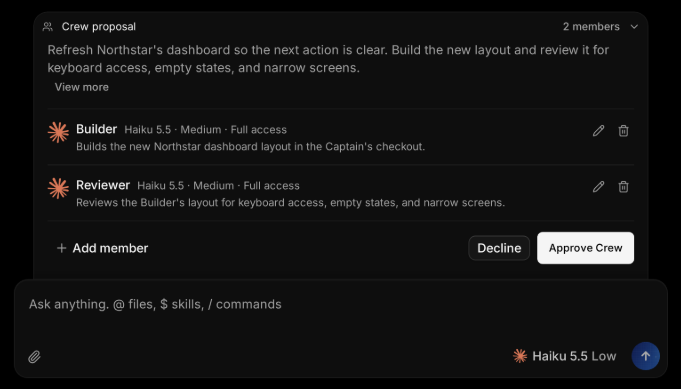 Crew proposal
2 members
Refresh Northstar's dashboard so the next action is clear. Build the new layout and review it for
keyboard access, empty states, and narrow screens.
View more
Builder Haiku 5.5 · Medium · Full access
Builds the new Northstar dashboard layout in the Captain's checkout.
Reviewer Haiku 5.5 · Medium · Full access
Reviews the Builder's layout for keyboard access, empty states, and narrow screens.
+ Add member
Decline
Approve Crew
Ask anything. @ files, $ skills, / commands
Haiku 5.5 Low